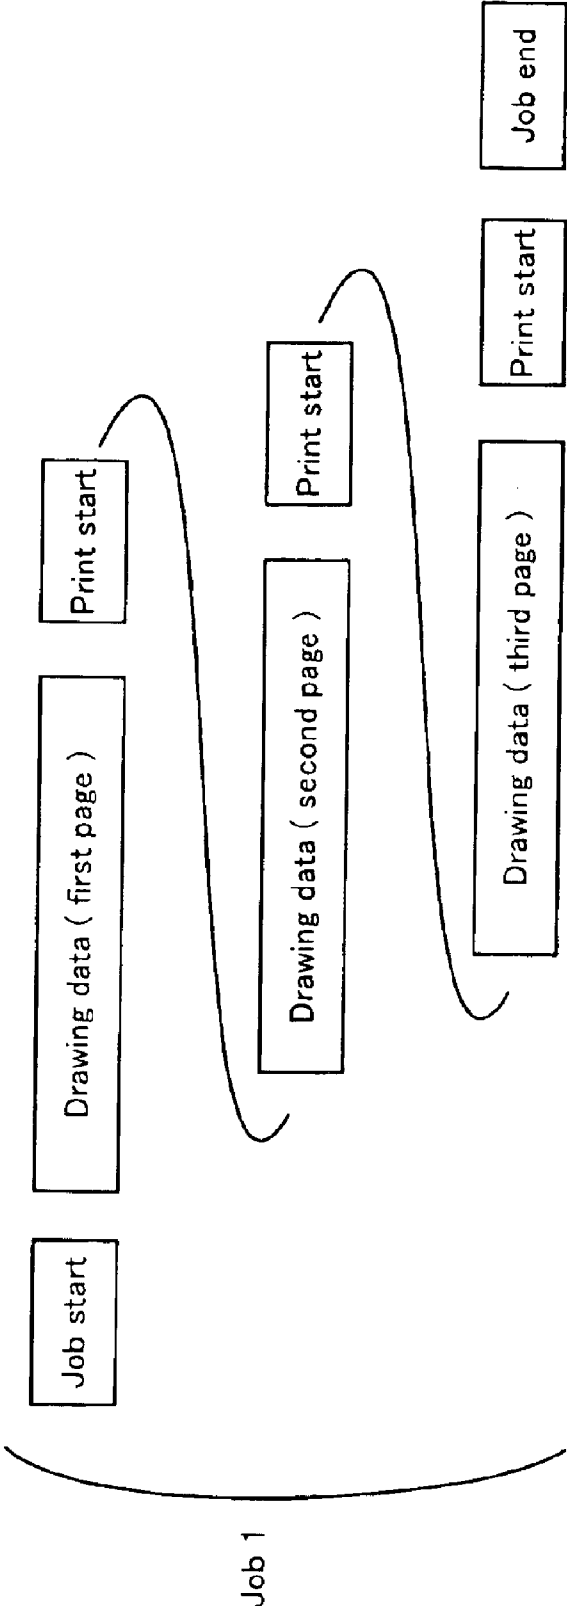 Job 1
Job start
Drawing data ( first page )
Print start
Drawing data ( second page )
Print start
Drawing data ( third page )
Print start
Job end